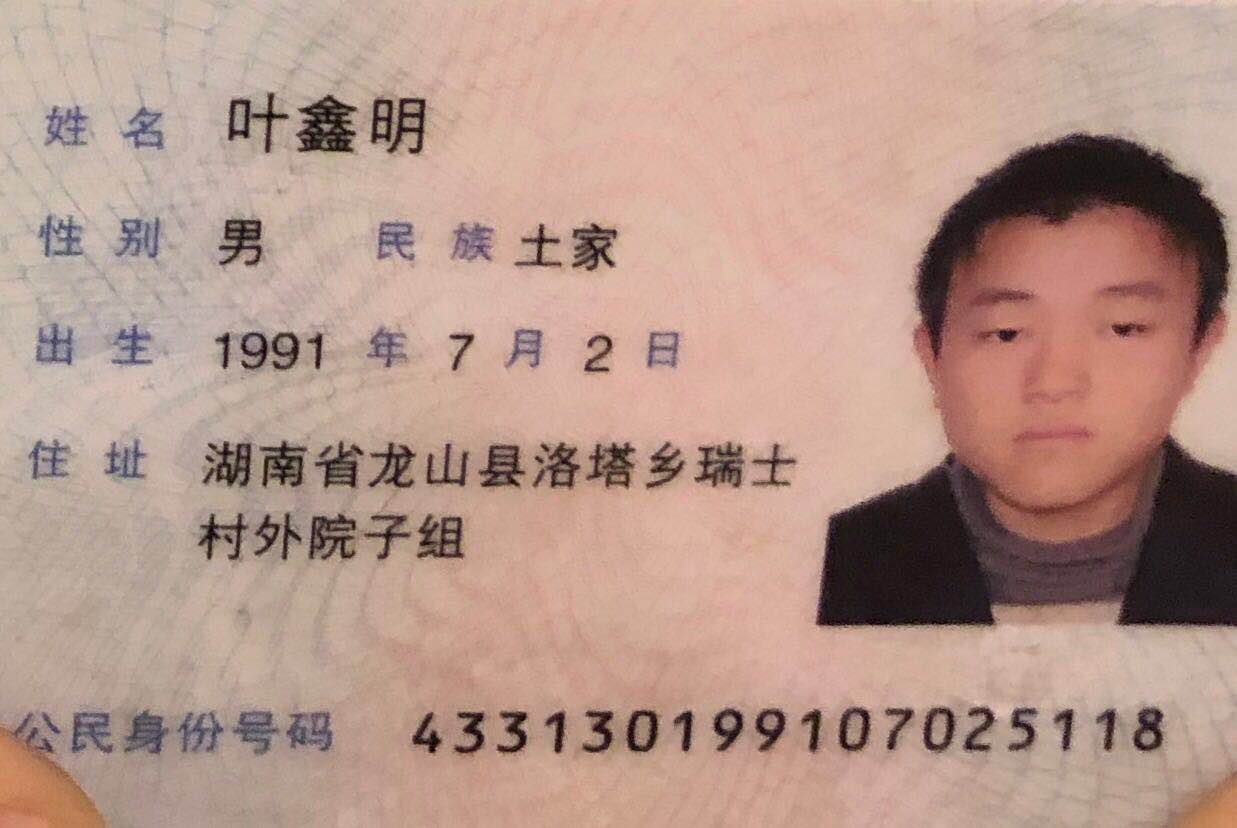 姓名 叶鑫明
性别 男 民族 土家
出生 1991 年 7 月 2 日
住址 湖南省龙山县洛塔乡瑞士
村外院子组
公民身份号码 433130199107025118